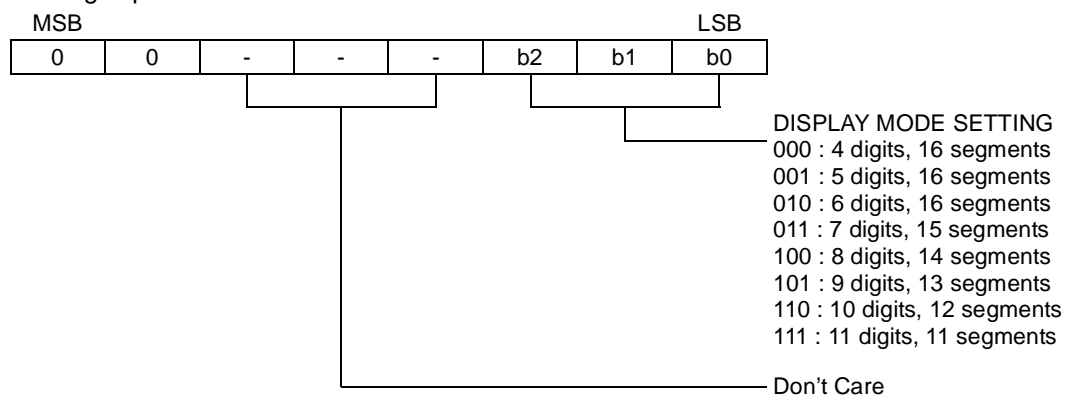 MSB LSB
0 0 - - - b2 b1 b0
DISPLAY MODE SETTING
000 : 4 digits, 16 segments
001 : 5 digits, 16 segments
010 : 6 digits, 16 segments
011 : 7 digits, 15 segments
100 : 8 digits, 14 segments
101 : 9 digits, 13 segments
110 : 10 digits, 12 segments
111 : 11 digits, 11 segments
Don't Care